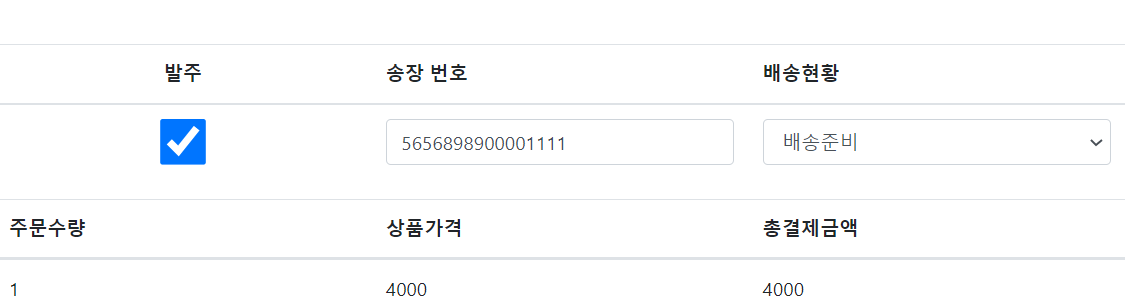 발주 송장 번호 배송현황
5656898900001111 배송준비
주문수량 상품가격 총결제금액
1 4000 4000